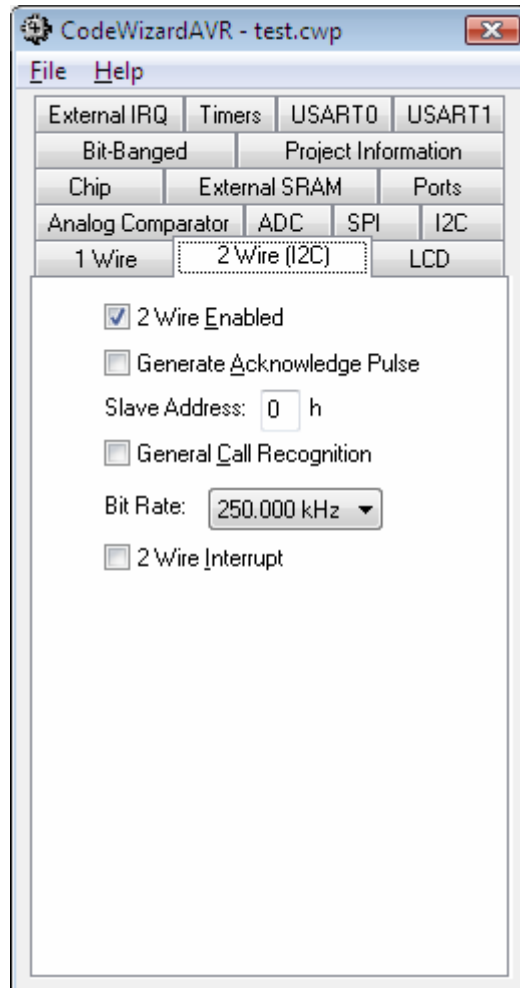 CodeWizardAVR - test.cwp
File Help
External IRQ Timers USART0 USART1
Bit-Banged Project Information
Chip External SRAM Ports
Analog Comparator ADC SPI I2C
1 Wire 2 Wire (I2C) LCD
2 Wire Enabled
Generate Acknowledge Pulse
Slave Address: 0 h
General Call Recognition
Bit Rate: 250.000 kHz
2 Wire Interrupt